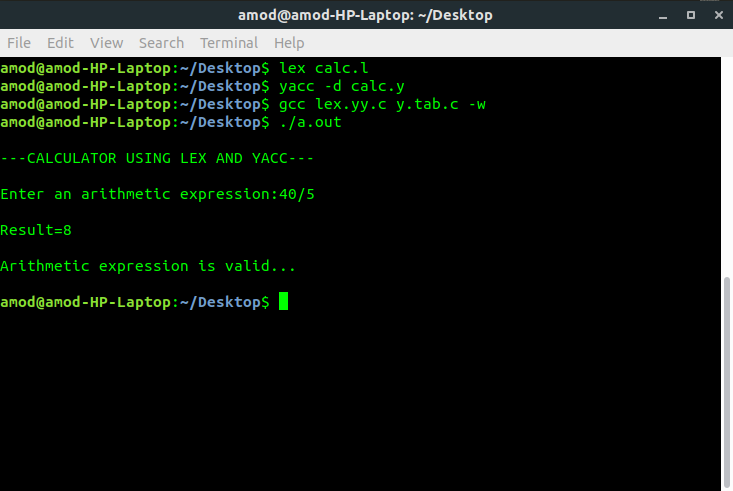 amod@amod-HP-Laptop: ~/Desktop
File Edit View Search Terminal Help
amod@amod-HP-Laptop:~/Desktop$ lex calc.l
amod@amod-HP-Laptop:~/Desktop$ yacc -d calc.y
amod@amod-HP-Laptop:~/Desktop$ gcc lex.yy.c y.tab.c -w
amod@amod-HP-Laptop:~/Desktop$ ./a.out
---CALCULATOR USING LEX AND YACC---
Enter an arithmetic expression:40/5
Result=8
Arithmetic expression is valid...
amod@amod-HP-Laptop:~/Desktop$